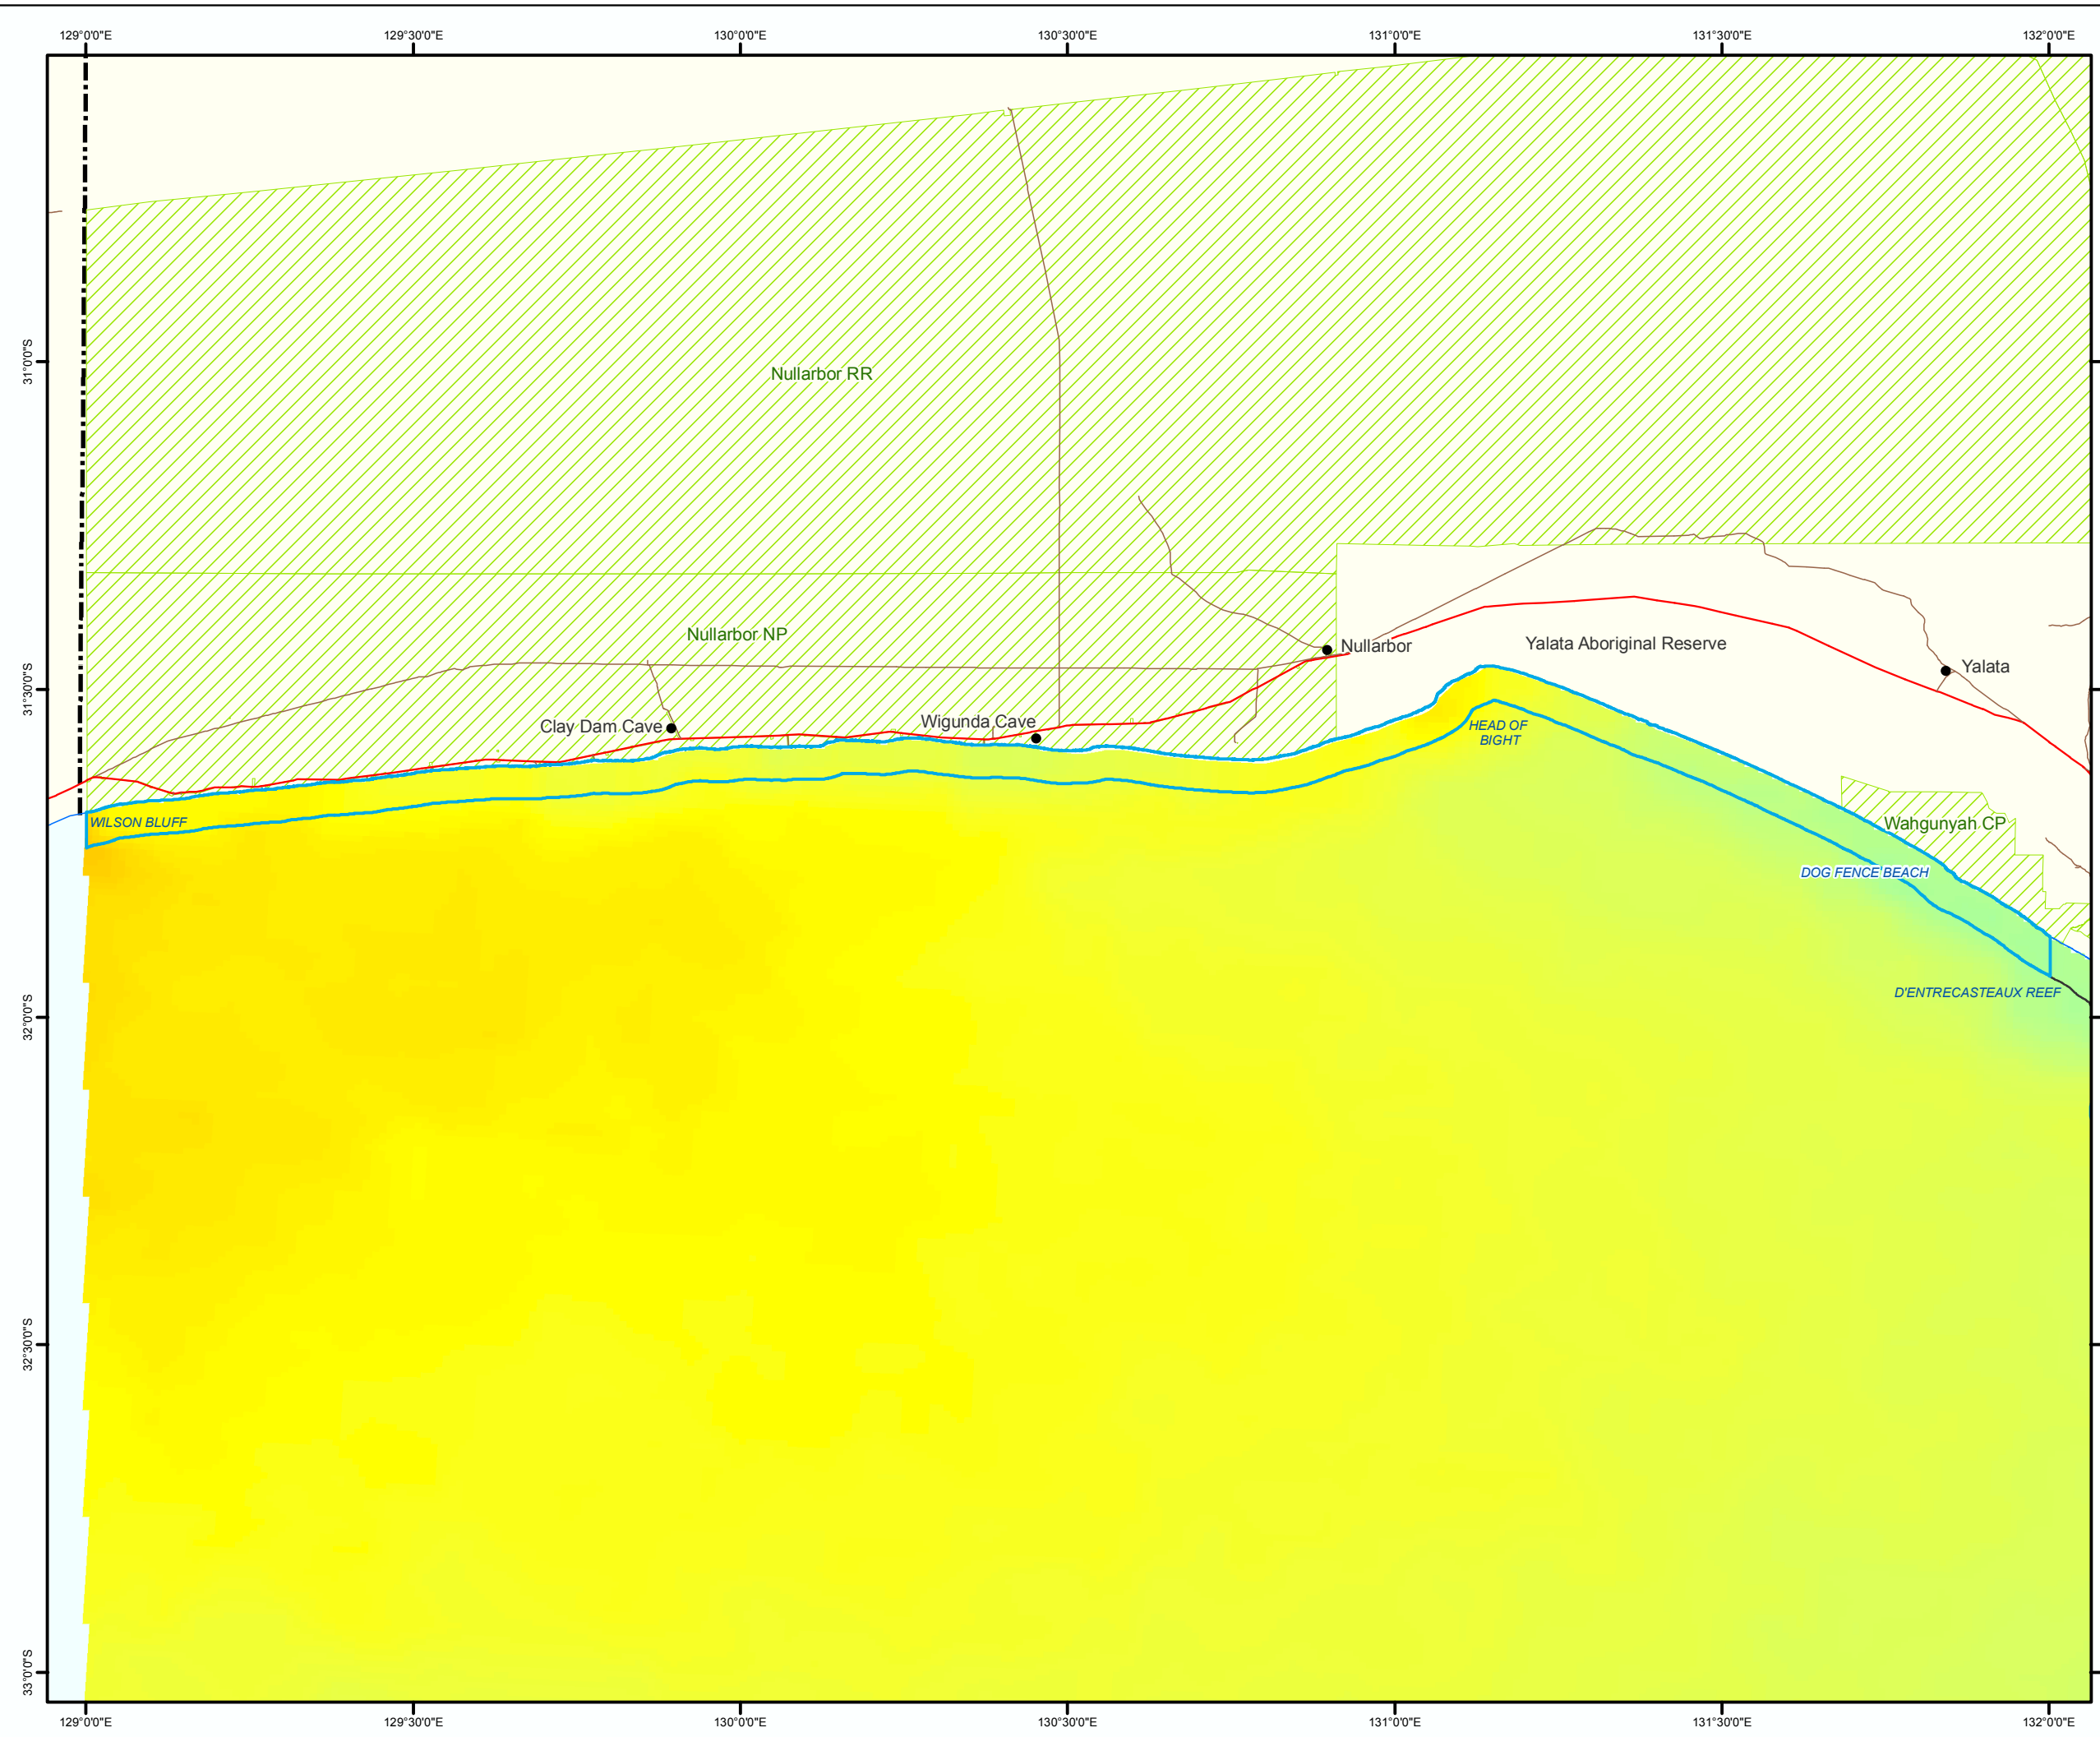 129°0'0"E
129°30'0"E
130°0'0"E
130°30'0"E
131°0'0"E
131°30'0"E
132°0'0"E
31°0'0"S
Nullarbor RR
Nullarbor NP
Nullarbor
Yalata Aboriginal Reserve
Yalata
31°30'0"S
Clay Dam Cave
Wigunda Cave
HEAD OF
BIGHT
WILSON BLUFF
Wahgunyah CP
DOG FENCE BEACH
D'ENTRECASTEAUX REEF
32°0'0"S
32°30'0"S
33°0'0"S
129°0'0"E
129°30'0"E
130°0'0"E
130°30'0"E
131°0'0"E
131°30'0"E
132°0'0"E